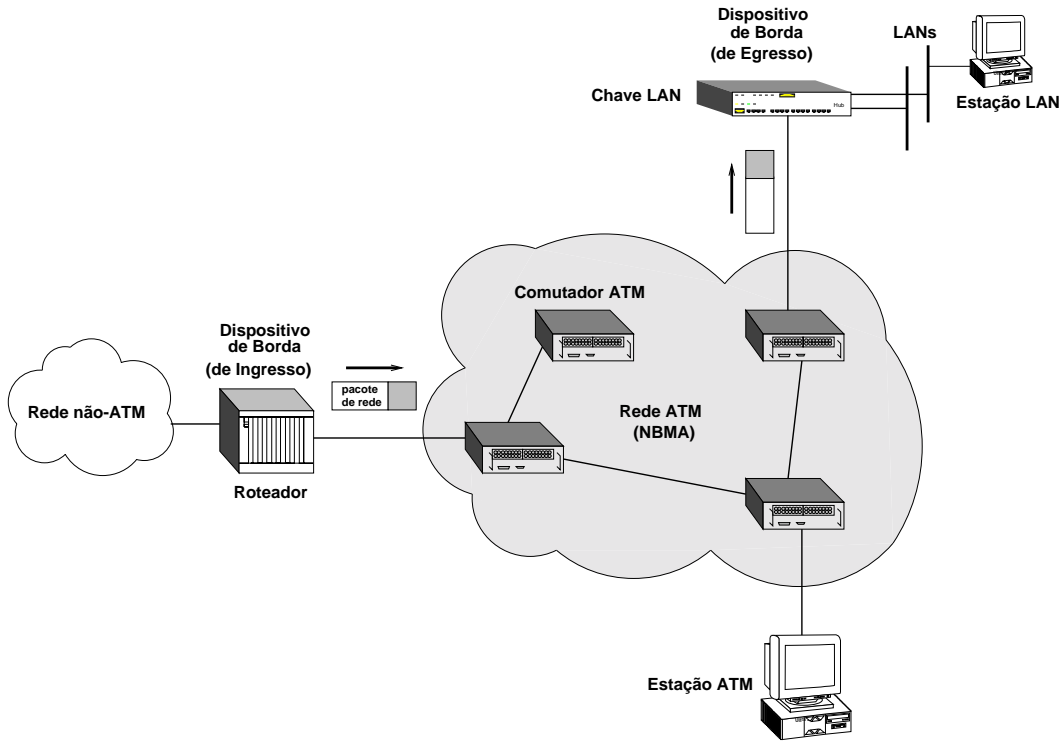 Dispositivo
de Borda
(de Egresso)
LANs
Chave LAN
Hub
Estação LAN
Comutador ATM
Dispositivo
de Borda
(de Ingresso)
pacote
de rede
Rede não-ATM
Rede ATM
(NBMA)
Roteador
Estação ATM